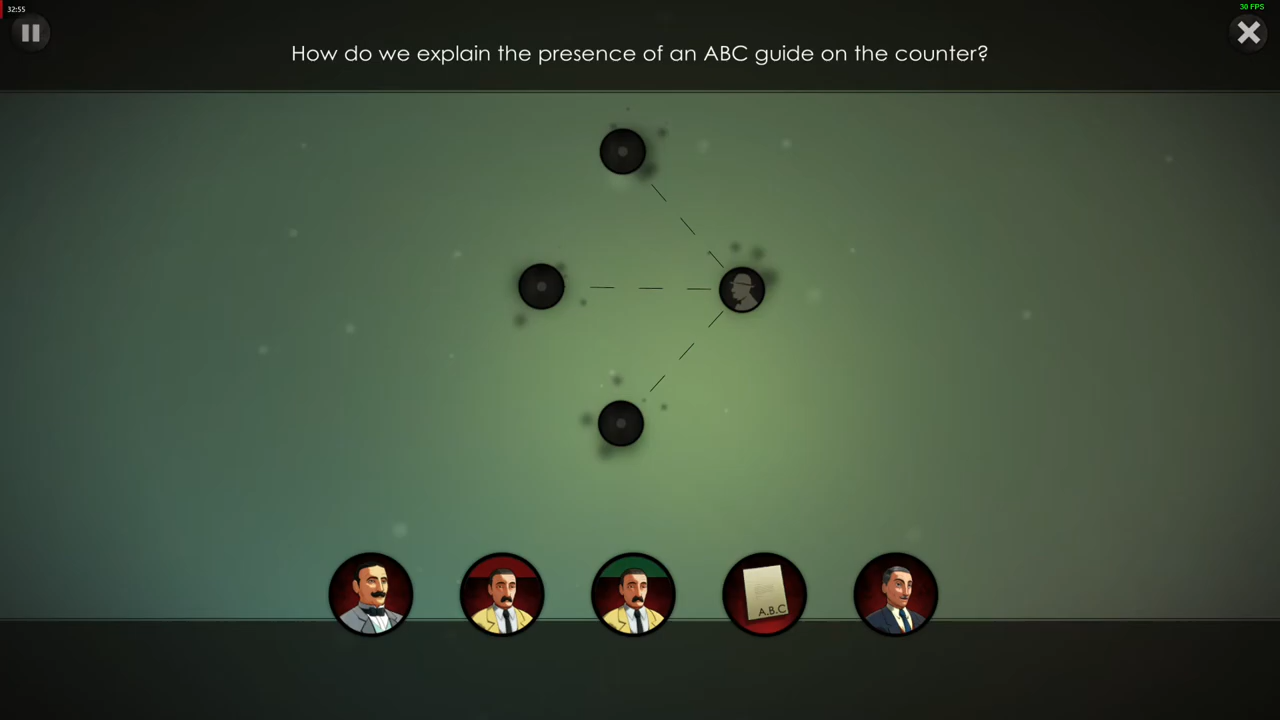 32:55
30 FPS
How do we explain the presence of an ABC guide on the counter?
A.B.C